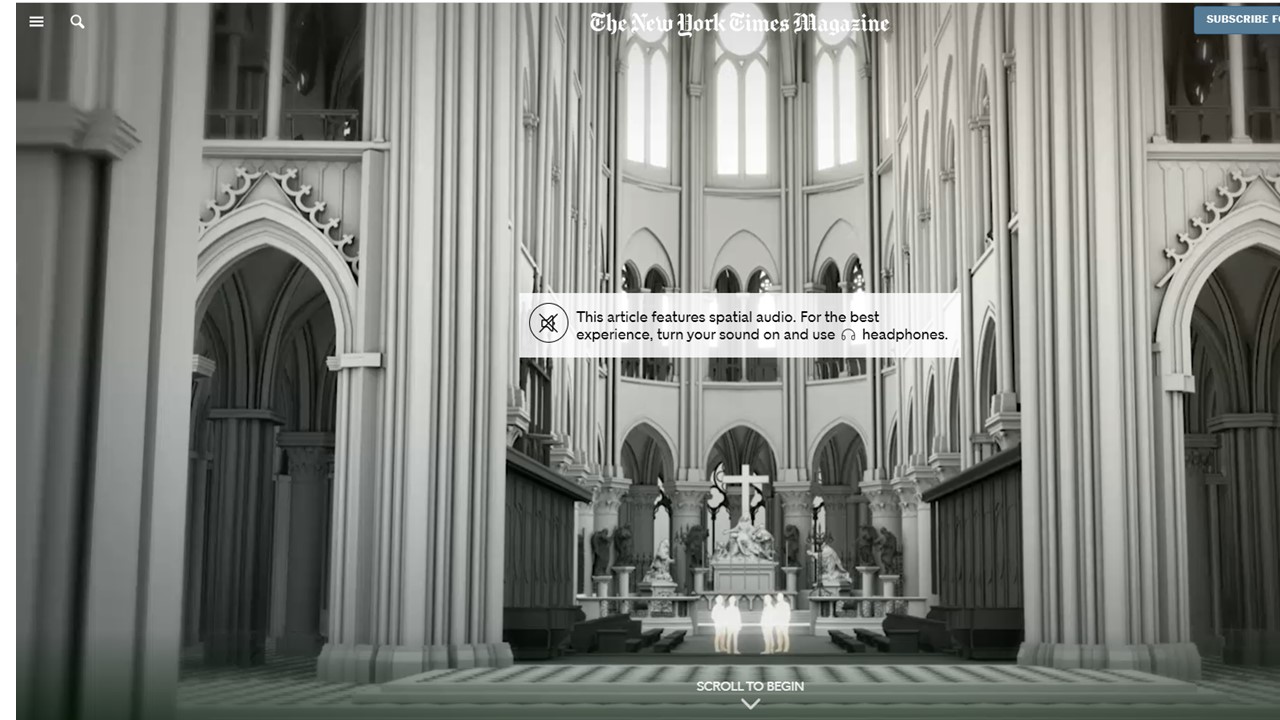 The New York Times Magazine
SUBSCRIBE FO
This article features spatial audio. For the best
experience, turn your sound on and use headphones.
SCROLL TO BEGIN